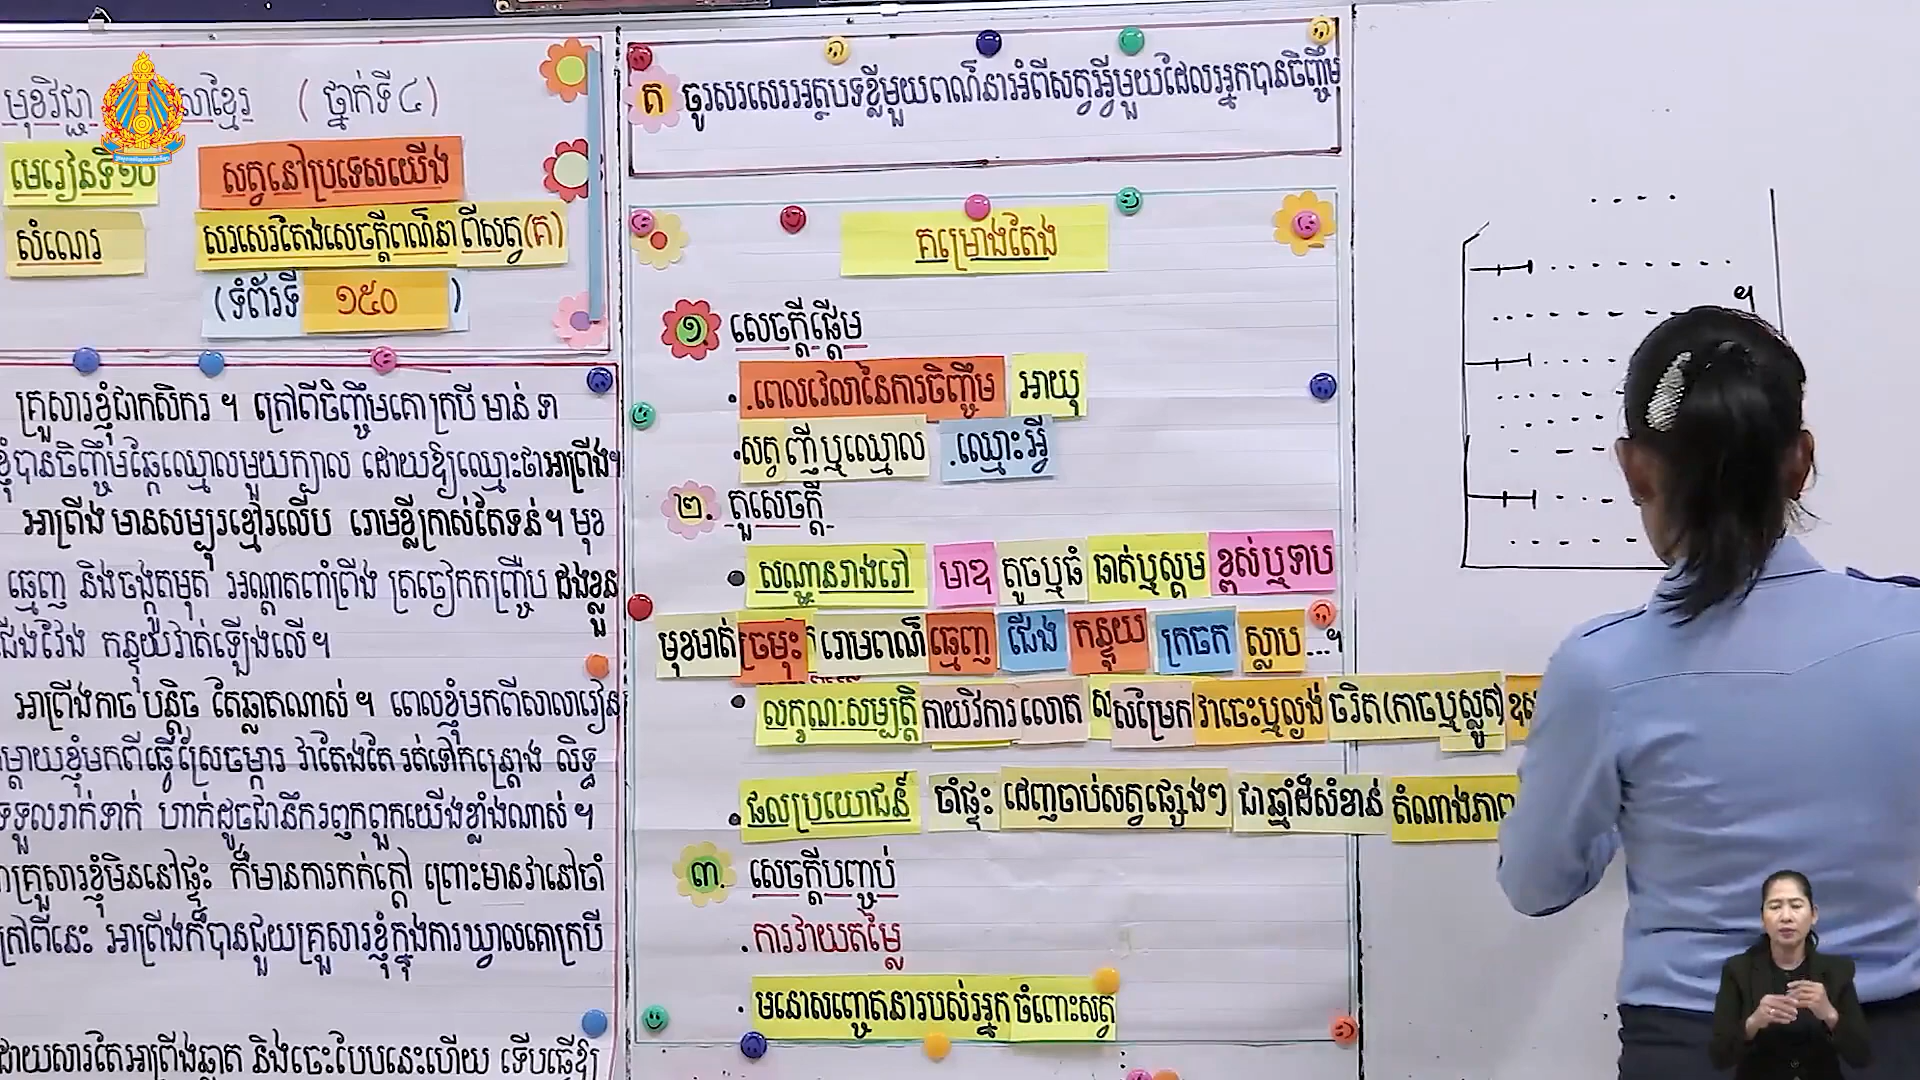 មុខវិជ្ជា សាខ្មែរ ( ថ្នាក់ទី ៤ )
មេរៀនទី១០ សត្វនៅប្រទេសយើង
សំណេរ សរសេរតែងសេចក្ដីពណ៌នា ពីសត្វ(គ)
(ទំព័រទី ១៥០ )
គ្រួសារខ្ញុំជាកសិករ ។ ក្រៅពីចិញ្ចឹមគោ ក្របី មាន់ ទា
ខ្ញុំបានចិញ្ចឹមឆ្កែឈ្មោលមួយក្បាល ដោយឱ្យឈ្មោះថាអាព្រីង។
អាព្រីង មានសម្បុរខ្មៅរលើប រោមខ្លីក្រាស់តែទន់។ មុខ
ធ្មេញ និងចង្កូតមុត អណ្ដាតពាំព្រីង ត្រចៀកកញ្ជ្រឹប ដងខ្លួន
ជើងវែង កន្ទុយវាត់ឡើងលើ។
អាព្រីងកាច បន្តិច តែឆ្លាតណាស់ ។ ពេលខ្ញុំមកពីសាលារៀន
ម្ដាយខ្ញុំមកពីធ្វើស្រែចម្ការ វាតែងតែ រត់ទៅកន្ត្រោង លិទ្ធ
ទទួលរាក់ទាក់ ហាក់ដូចជានឹករឭកពួកយើងខ្លាំងណាស់ ។
គ្រួសារខ្ញុំមិននៅផ្ទះ ក៏មានការកក់ក្ដៅ ព្រោះមានវានៅចាំ
ក្រៅពីនេះ អាព្រីងក៏បានជួយគ្រួសារខ្ញុំក្នុងការឃ្វាលគោក្របី
ដោយសារតែអាព្រីងឆ្លាត និងចេះបែបនេះហើយ ទើបធ្វើឱ្យ
គ ចូរសរសេរអត្ថបទខ្លីមួយពណ៌នាអំពីសត្វអ្វីមួយដែលអ្នកបានចិញ្ចឹម
គម្រោងតែង
១. សេចក្ដីផ្ដើម
.ពេលវេលានៃការចិញ្ចឹម អាយុ
.សត្វ ញី ឬ ឈ្មោល .ឈ្មោះអ្វី
២. តួសេចក្ដី
• សណ្ឋានរាងរៅ មាឌ តូចឬធំ ធាត់ឬស្គម ខ្ពស់ឬទាប
មុខមាត់ ច្រមុះ រោមពណ៌ ធ្មេញ ជើង កន្ទុយ ក្រចក ស្លាប ...។
• លក្ខណៈសម្បត្តិ កាយវិការ លោត សំម្រែក វាចេះឬល្ងង់ ចរិត(កាចឬស្លូត)
. ផលប្រយោជន៍ ចាំផ្ទះ ដេញចាប់សត្វផ្សេងៗ ជាឆ្មាំដ៏សំខាន់ តំណាងភាព
៣. សេចក្ដីបញ្ចប់
. ការវាយតម្លៃ
. មនោសញ្ចេតនារបស់អ្នក ចំពោះសត្វ
។